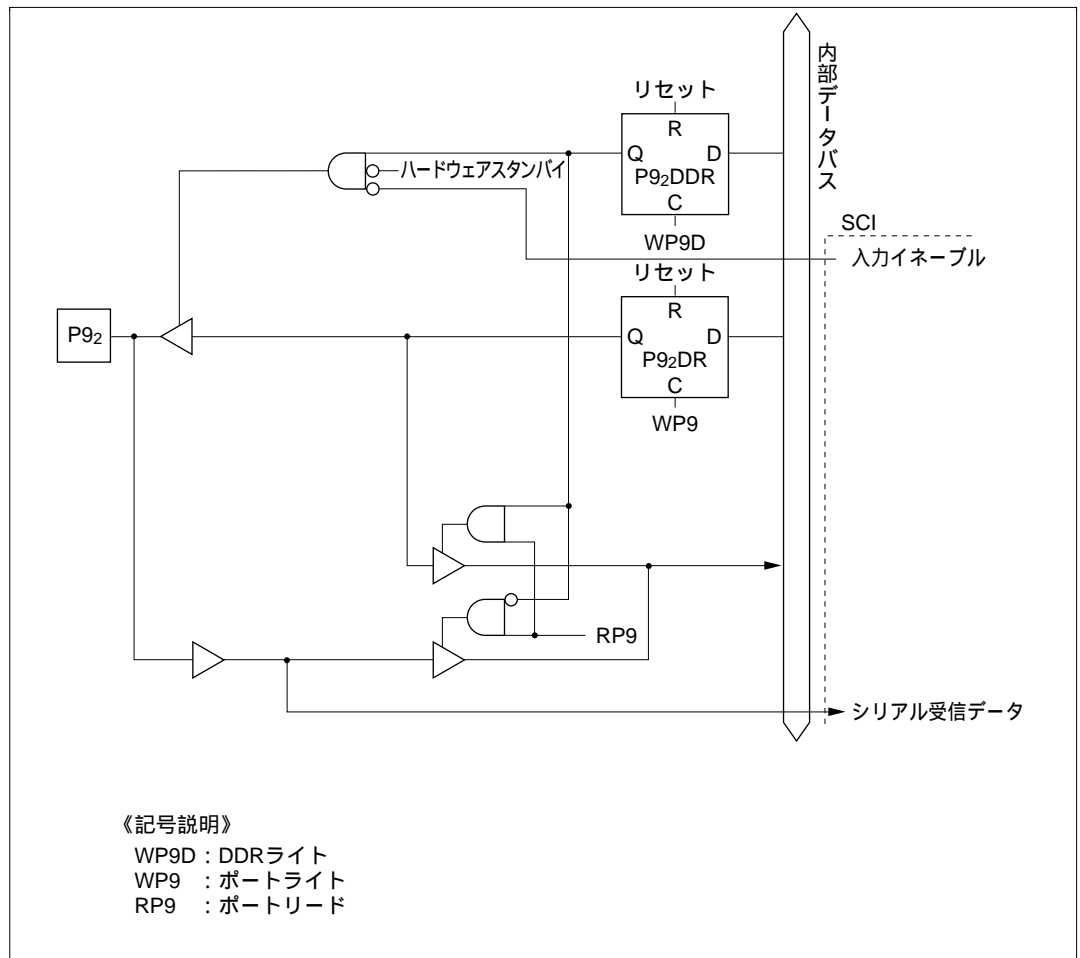 内部データバス
リセット
R
Q
D
P9₂DDR
C
WP9D
ハードウェアスタンバイ
SCI
入力イネーブル
リセット
R
Q
D
P9₂DR
C
WP9
P9₂
RP9
シリアル受信データ
《記号説明》
WP9D：DDRライト
WP9 ：ポートライト
RP9 ：ポートリード